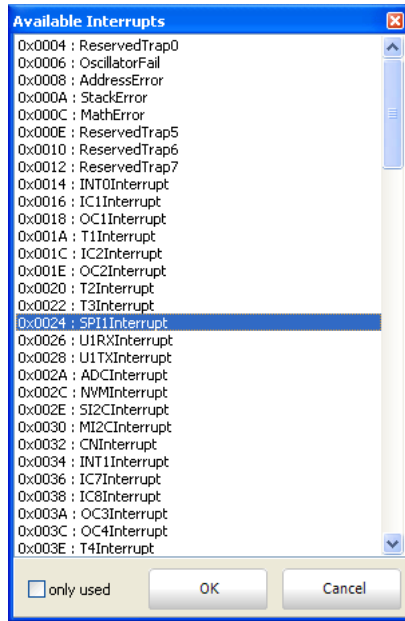 Available Interrupts
0x0004 : ReservedTrap0
0x0006 : OscillatorFail
0x0008 : AddressError
0x000A : StackError
0x000C : MathError
0x000E : ReservedTrap5
0x0010 : ReservedTrap6
0x0012 : ReservedTrap7
0x0014 : INT0Interrupt
0x0016 : IC1Interrupt
0x0018 : OC1Interrupt
0x001A : T1Interrupt
0x001C : IC2Interrupt
0x001E : OC2Interrupt
0x0020 : T2Interrupt
0x0022 : T3Interrupt
0x0024 : SPI1Interrupt
0x0026 : U1RXInterrupt
0x0028 : U1TXInterrupt
0x002A : ADCInterrupt
0x002C : NVMInterrupt
0x002E : SI2CInterrupt
0x0030 : MI2CInterrupt
0x0032 : CNInterrupt
0x0034 : INT1Interrupt
0x0036 : IC7Interrupt
0x0038 : IC8Interrupt
0x003A : OC3Interrupt
0x003C : OC4Interrupt
0x003E : T4Interrupt
only used OK Cancel